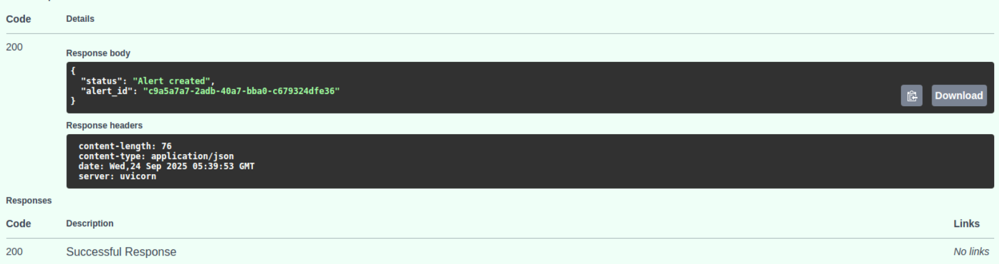 Code Details
200
Response body
{
"status": "Alert created",
"alert_id": "c9a5a7a7-2adb-40a7-bba0-c679324dfe36"
}
Download
Response headers
content-length: 76
content-type: application/json
date: Wed,24 Sep 2025 05:39:53 GMT
server: uvicorn
Responses
Code Description Links
200 Successful Response No links